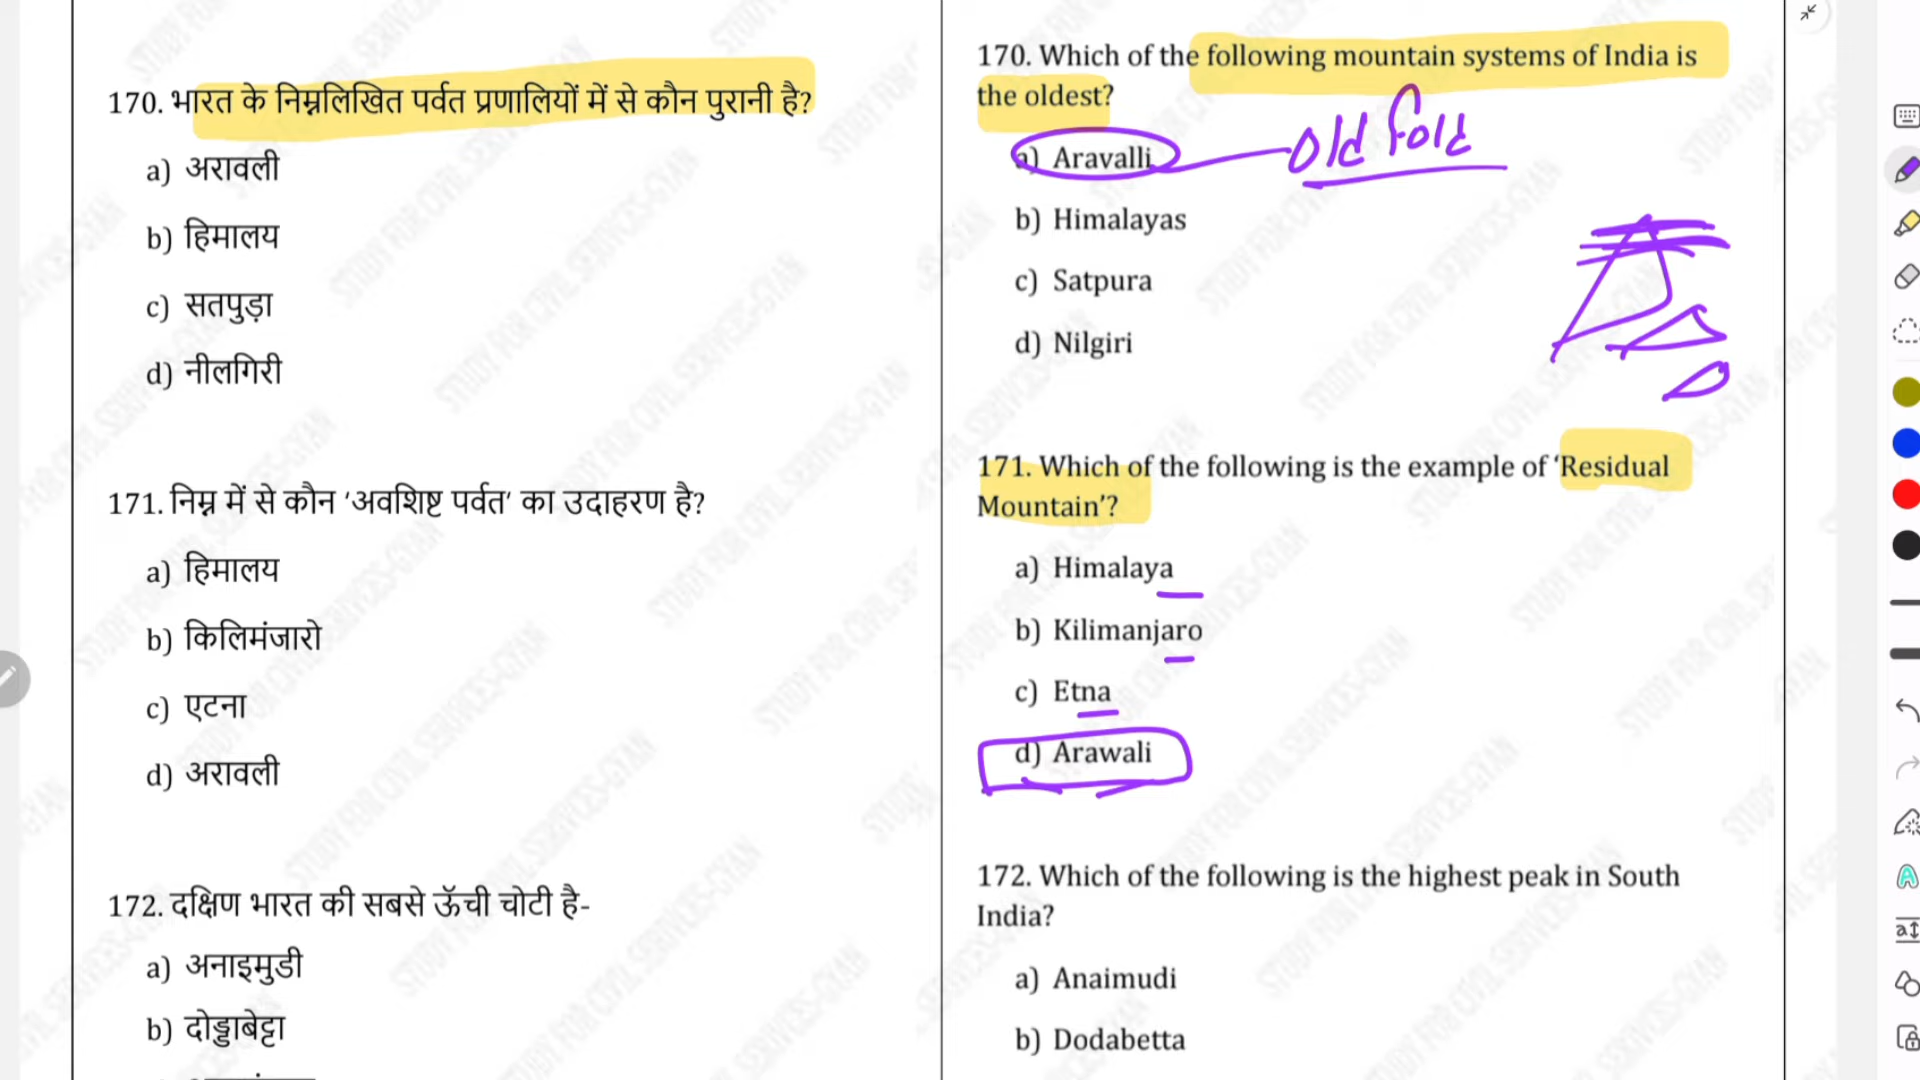 170. भारत के निम्नलिखित पर्वत प्रणालियों में से कौन पुरानी है?
a) अरावली
b) हिमालय
c) सतपुड़ा
d) नीलगिरी
171. निम्न में से कौन ‘अवशिष्ट पर्वत’ का उदाहरण है?
a) हिमालय
b) किलिमंजारो
c) एटना
d) अरावली
172. दक्षिण भारत की सबसे ऊँची चोटी है-
a) अनाइमुडी
b) दोड्डाबेट्टा
170. Which of the following mountain systems of India is
the oldest?
a) Aravalli
old fold
b) Himalayas
c) Satpura
d) Nilgiri
171. Which of the following is the example of ‘Residual
Mountain’?
a) Himalaya
b) Kilimanjaro
c) Etna
d) Arawali
172. Which of the following is the highest peak in South
India?
a) Anaimudi
b) Dodabetta